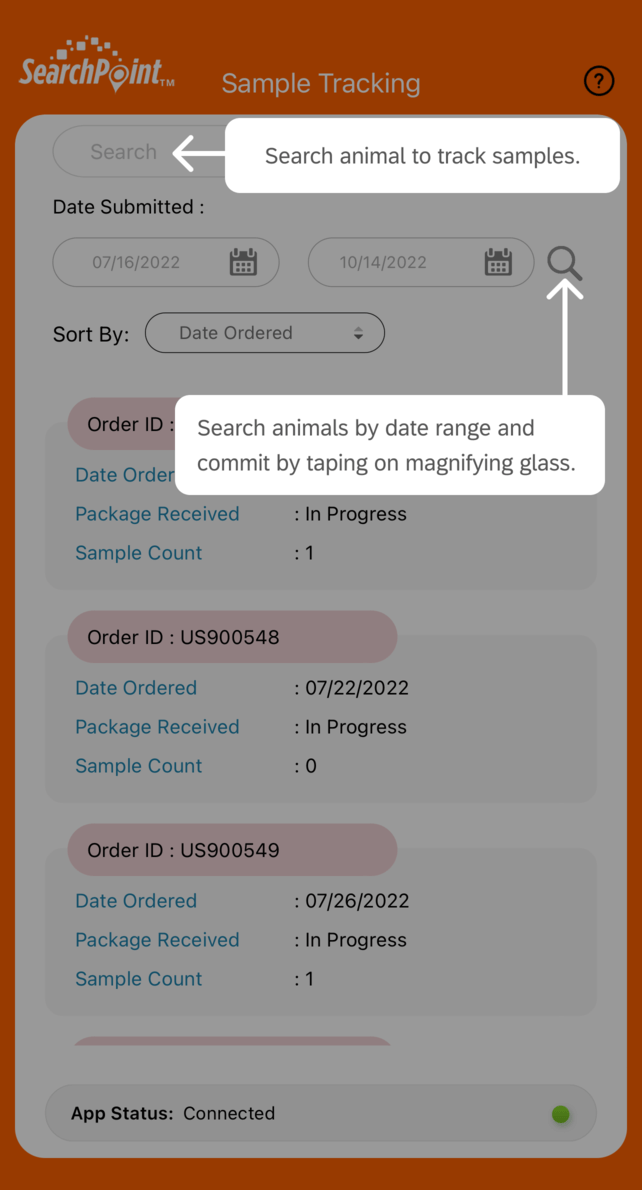 SearchPoint™
Sample Tracking
?
Search
Search animal to track samples.
Date Submitted :
07/16/2022
10/14/2022
Sort By:
Date Ordered
Search animals by date range and
commit by taping on magnifying glass.
Order ID :
Date Order
Package Received : In Progress
Sample Count : 1
Order ID : US900548
Date Ordered : 07/22/2022
Package Received : In Progress
Sample Count : 0
Order ID : US900549
Date Ordered : 07/26/2022
Package Received : In Progress
Sample Count : 1
App Status: Connected